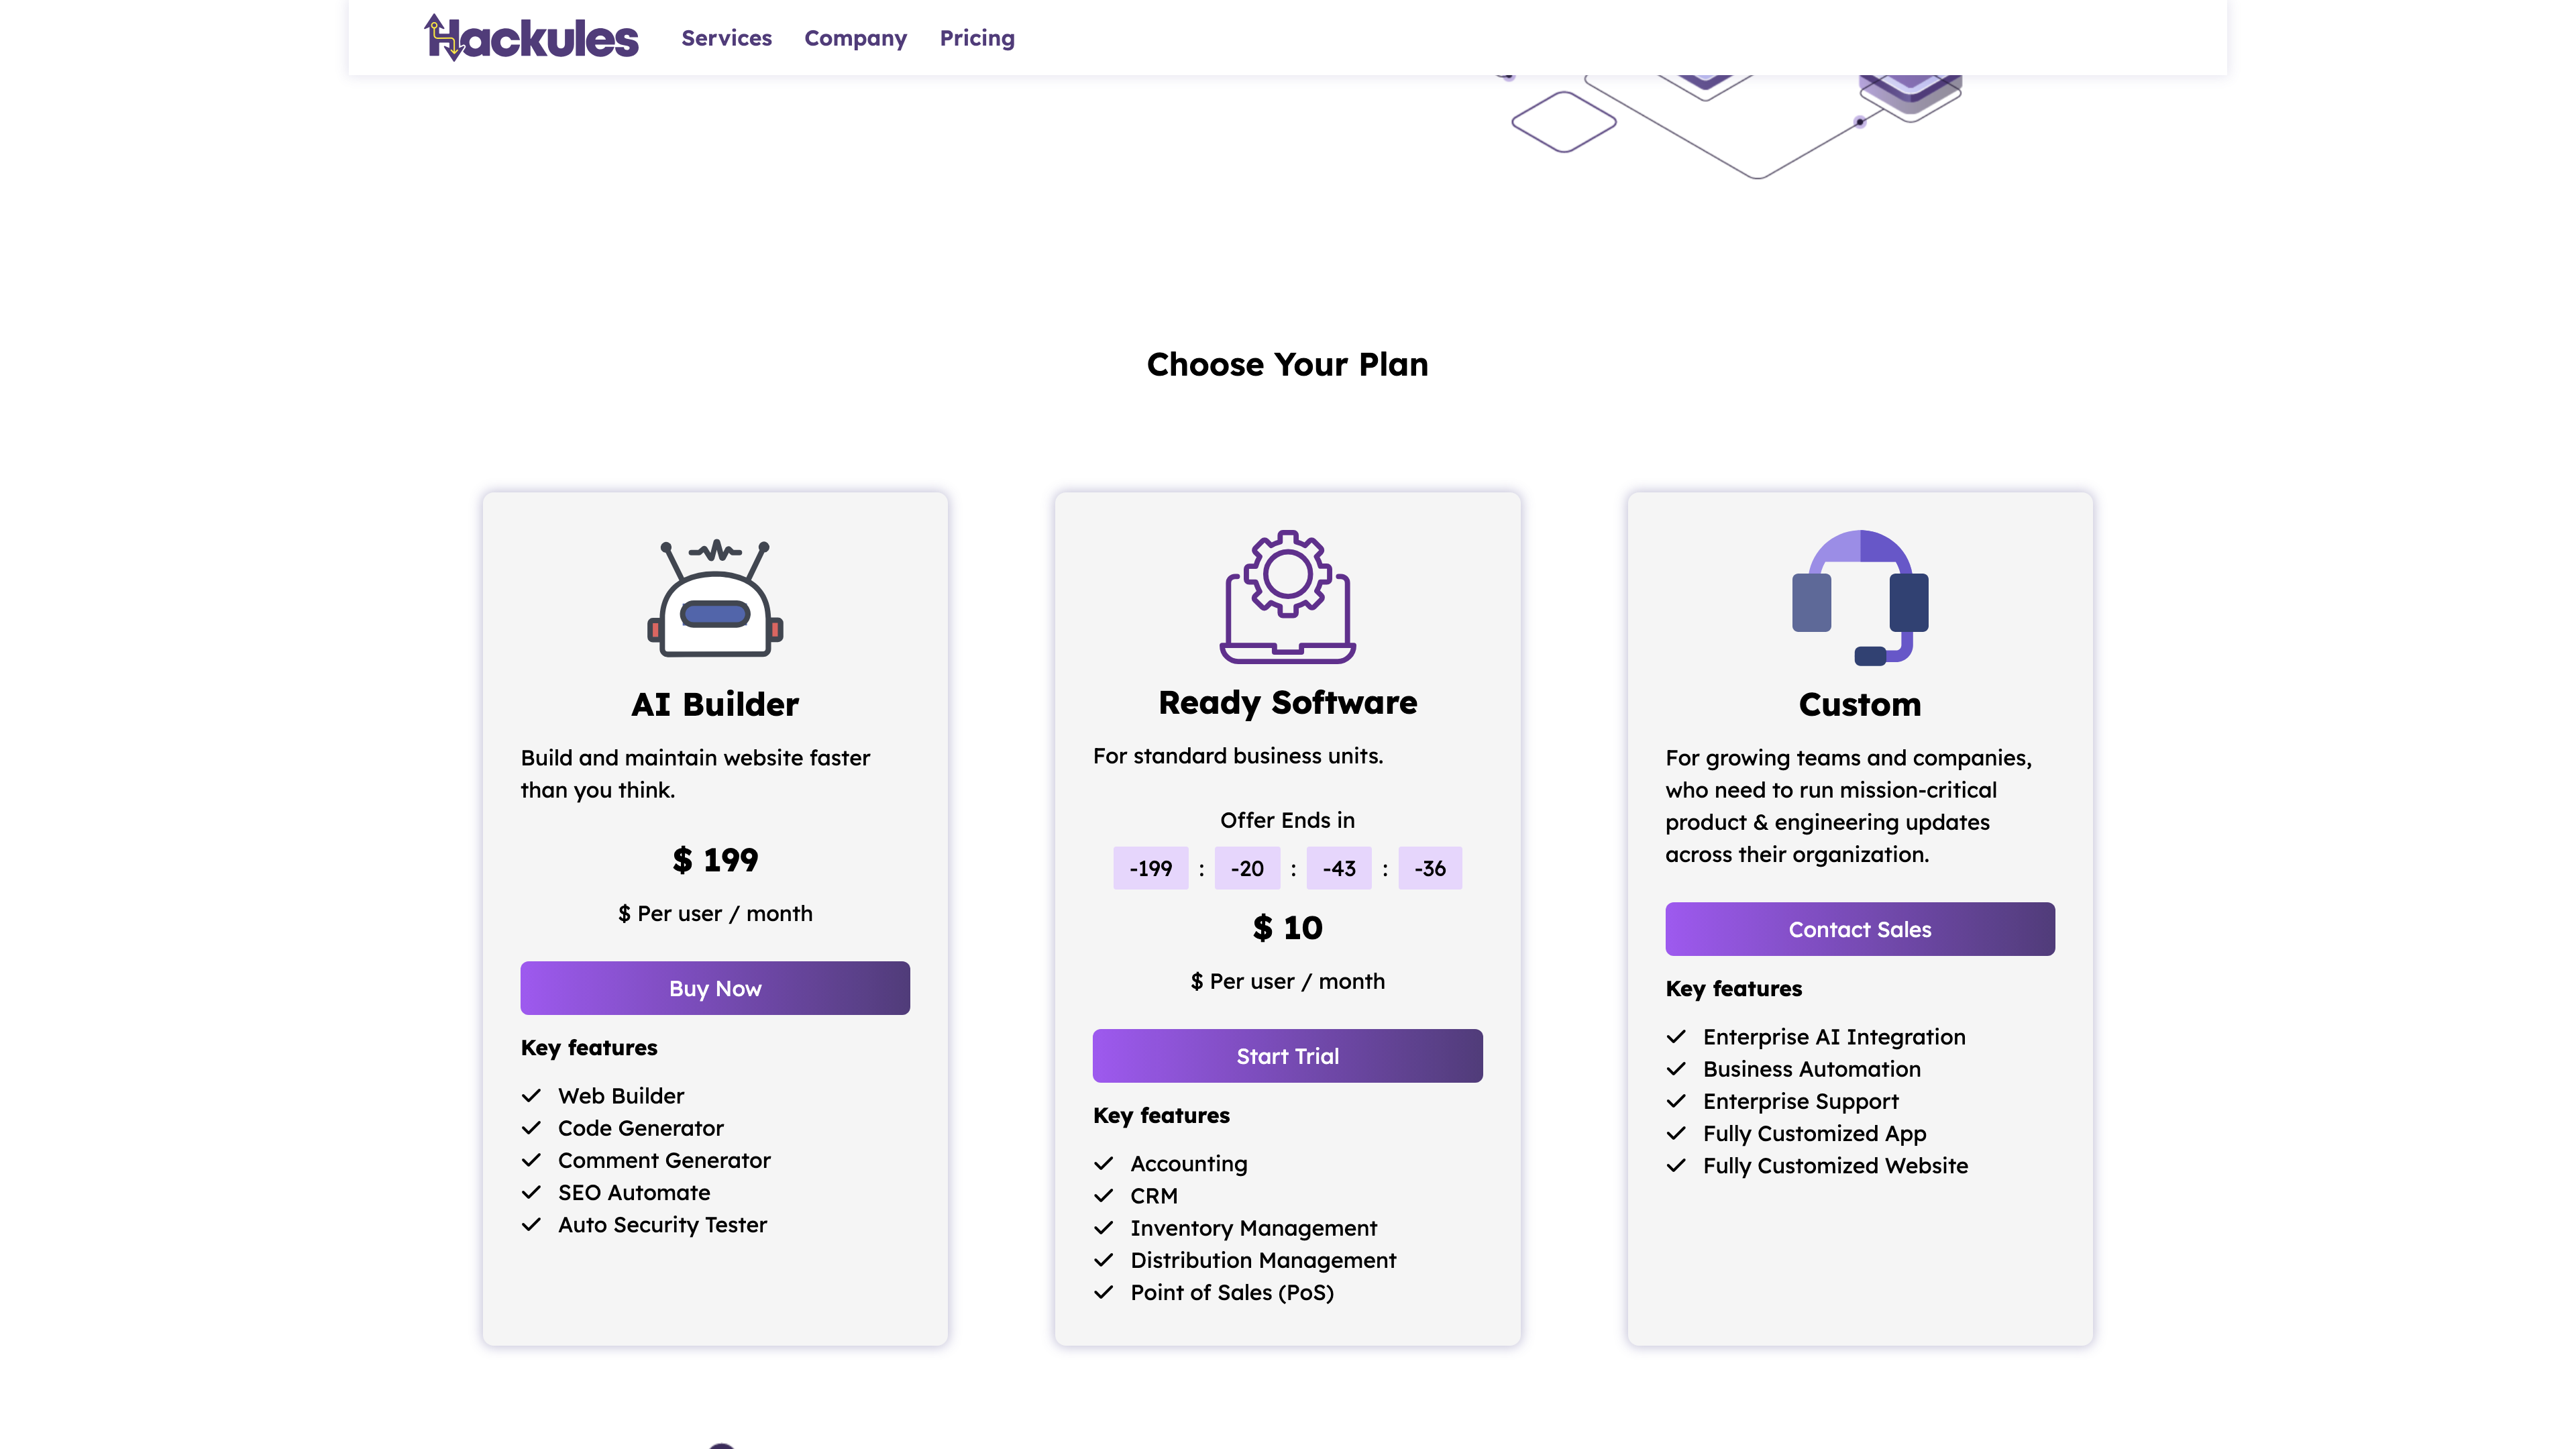 Hackules
Services
Company
Pricing
Choose Your Plan
AI Builder
Build and maintain website faster
than you think.
$ 199
$ Per user / month
Buy Now
Key features
Web Builder
Code Generator
Comment Generator
SEO Automate
Auto Security Tester
Ready Software
For standard business units.
Offer Ends in
-199 : -20 : -43 : -36
$ 10
$ Per user / month
Start Trial
Key features
Accounting
CRM
Inventory Management
Distribution Management
Point of Sales (PoS)
Custom
For growing teams and companies,
who need to run mission-critical
product & engineering updates
across their organization.
Contact Sales
Key features
Enterprise AI Integration
Business Automation
Enterprise Support
Fully Customized App
Fully Customized Website